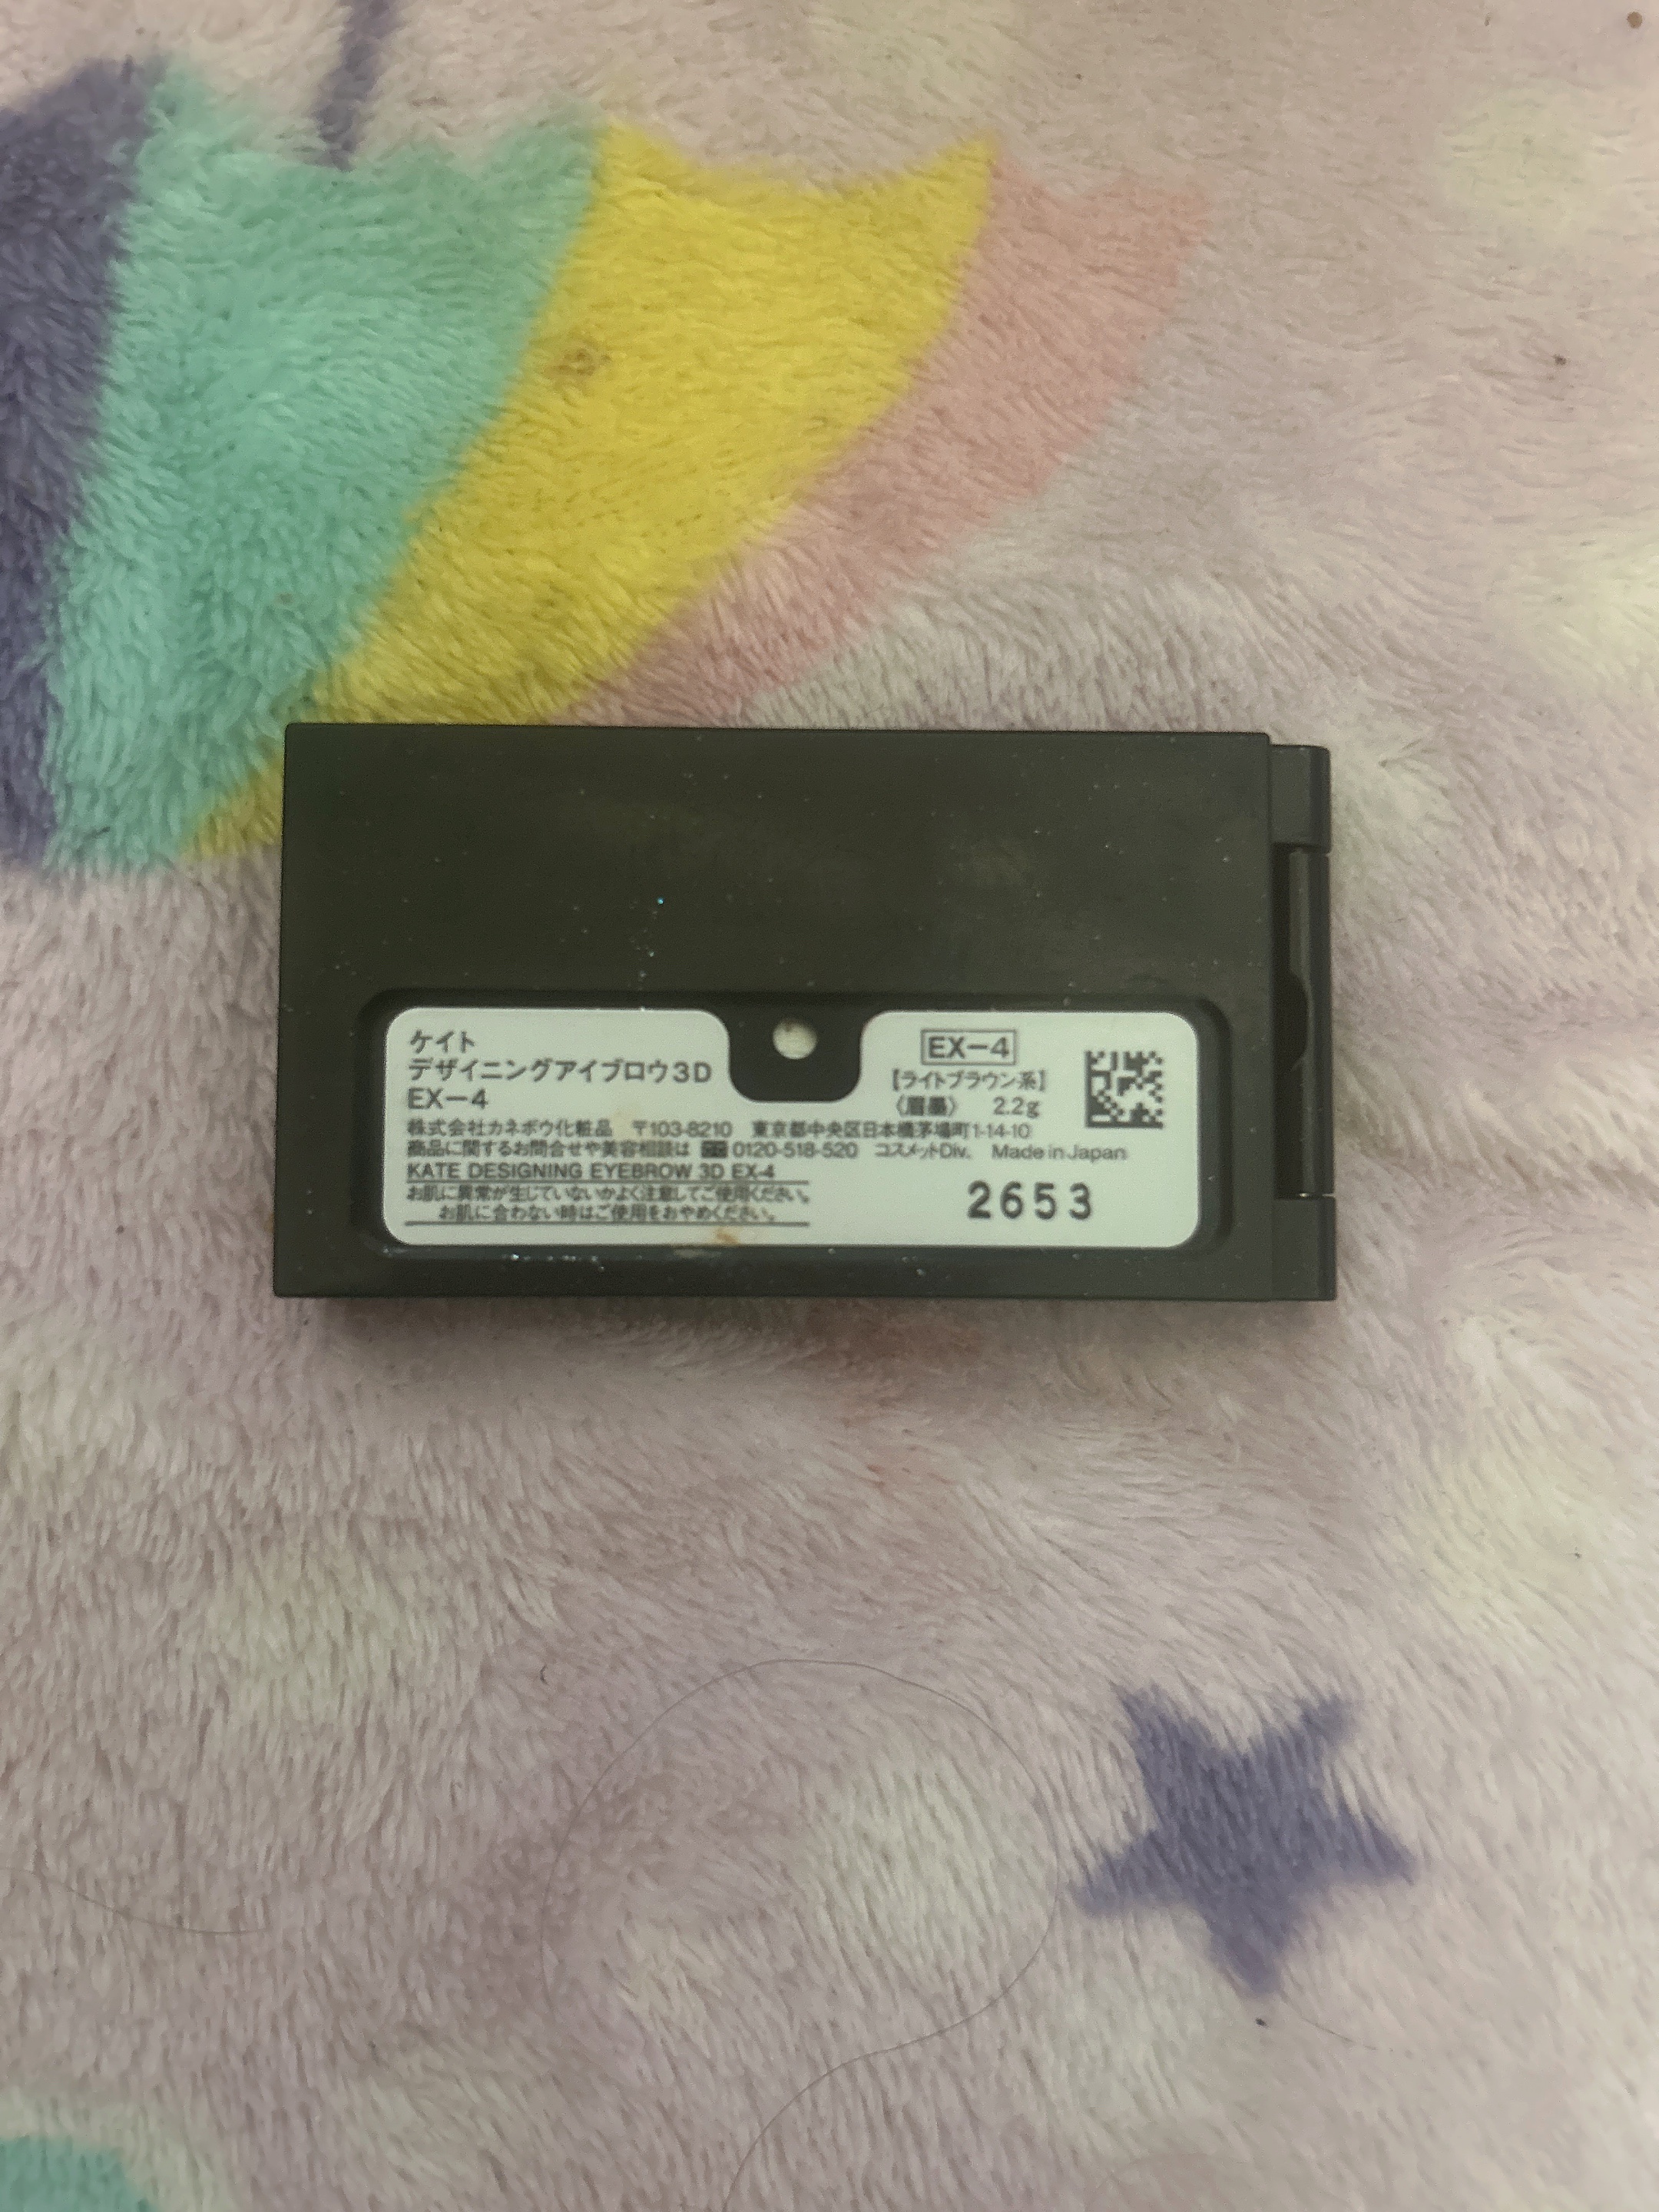 ケイト
デザイニングアイブロウ3D
EX-4
EX-4
【ライトブラウン系】
〈眉墨〉 2.2g
株式会社カネボウ化粧品 〒103-8210 東京都中央区日本橋茅場町1-14-10
商品に関するお問合せや美容相談は 0120-518-520 コスメットDiv. Made in Japan
KATE DESIGNING EYEBROW 3D EX-4
お肌に異常が生じていないかよく注意してご使用ください。
お肌に合わない時はご使用をおやめください。
2653